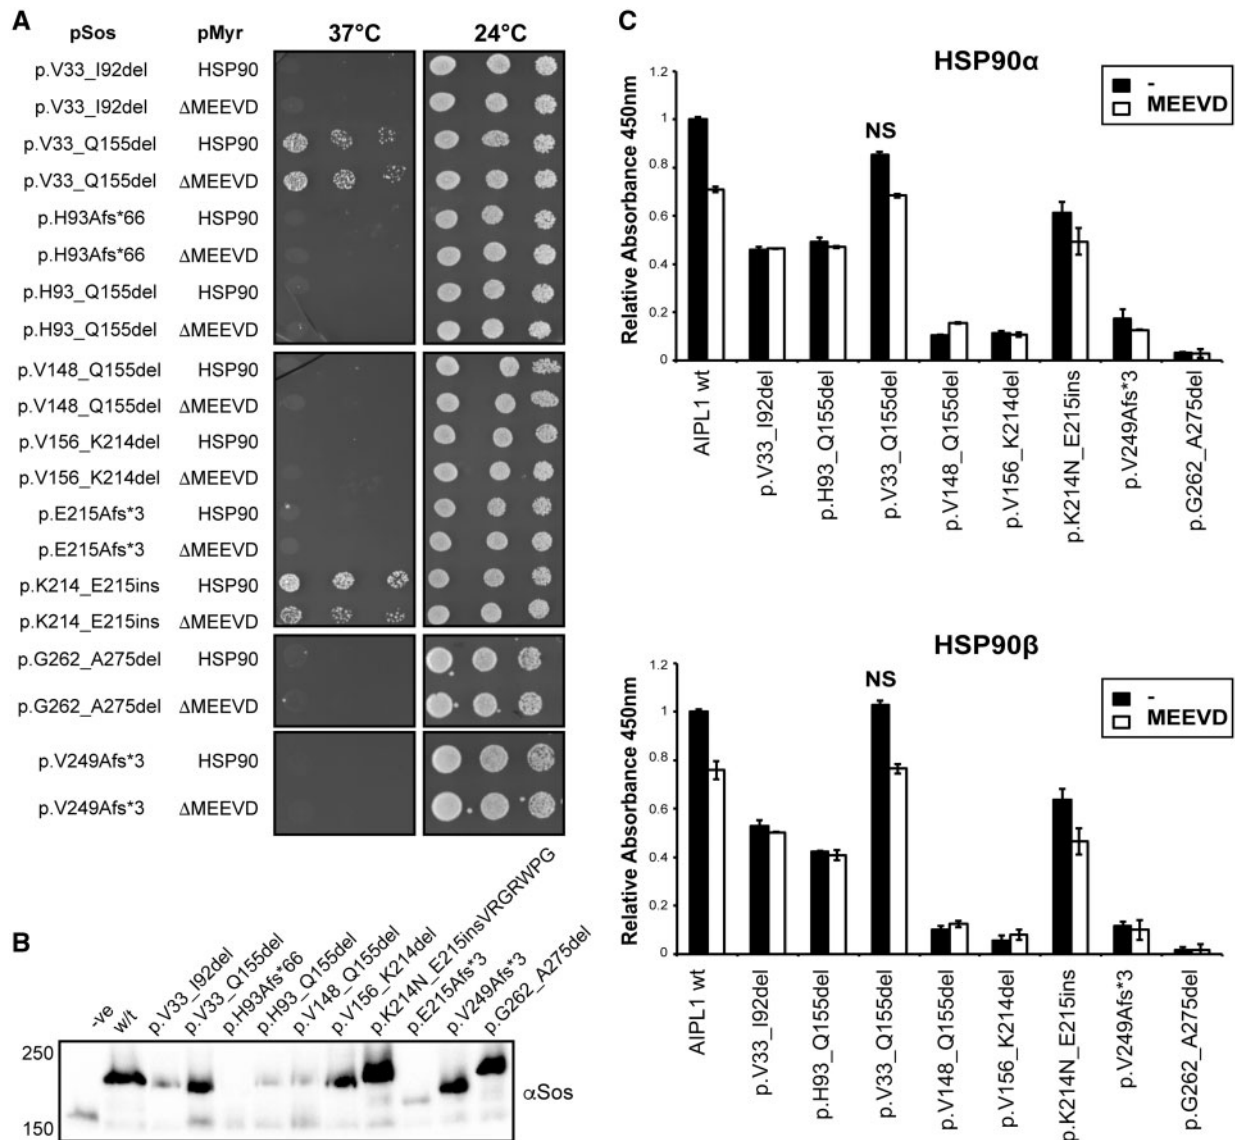 A
pSos pMyr 37°C 24°C
p.V33_I92del HSP90
p.V33_I92del ΔMEEVD
p.V33_Q155del HSP90
p.V33_Q155del ΔMEEVD
p.H93Afs*66 HSP90
p.H93Afs*66 ΔMEEVD
p.H93_Q155del HSP90
p.H93_Q155del ΔMEEVD
p.V148_Q155del HSP90
p.V148_Q155del ΔMEEVD
p.V156_K214del HSP90
p.V156_K214del ΔMEEVD
p.E215Afs*3 HSP90
p.E215Afs*3 ΔMEEVD
p.K214_E215ins HSP90
p.K214_E215ins ΔMEEVD
p.G262_A275del HSP90
p.G262_A275del ΔMEEVD
p.V249Afs*3 HSP90
p.V249Afs*3 ΔMEEVD
B
-ve
w/t
p.V33_I92del
p.V33_Q155del
p.H93Afs*66
p.H93_Q155del
p.V148_Q155del
p.V156_K214del
p.K214N_E215insVRGRWPG
p.E215Afs*3
p.V249Afs*3
p.G262_A275del
250
150
αSos
C
HSP90α
-
MEEVD
NS
Relative Absorbance 450nm
1.2
1
0.8
0.6
0.4
0.2
0
AIPL1 wt
p.V33_I92del
p.H93_Q155del
p.V33_Q155del
p.V148_Q155del
p.V156_K214del
p.K214N_E215ins
p.V249Afs*3
p.G262_A275del
HSP90β
-
MEEVD
NS
Relative Absorbance 450nm
1.2
1
0.8
0.6
0.4
0.2
0
AIPL1 wt
p.V33_I92del
p.H93_Q155del
p.V33_Q155del
p.V148_Q155del
p.V156_K214del
p.K214N_E215ins
p.V249Afs*3
p.G262_A275del